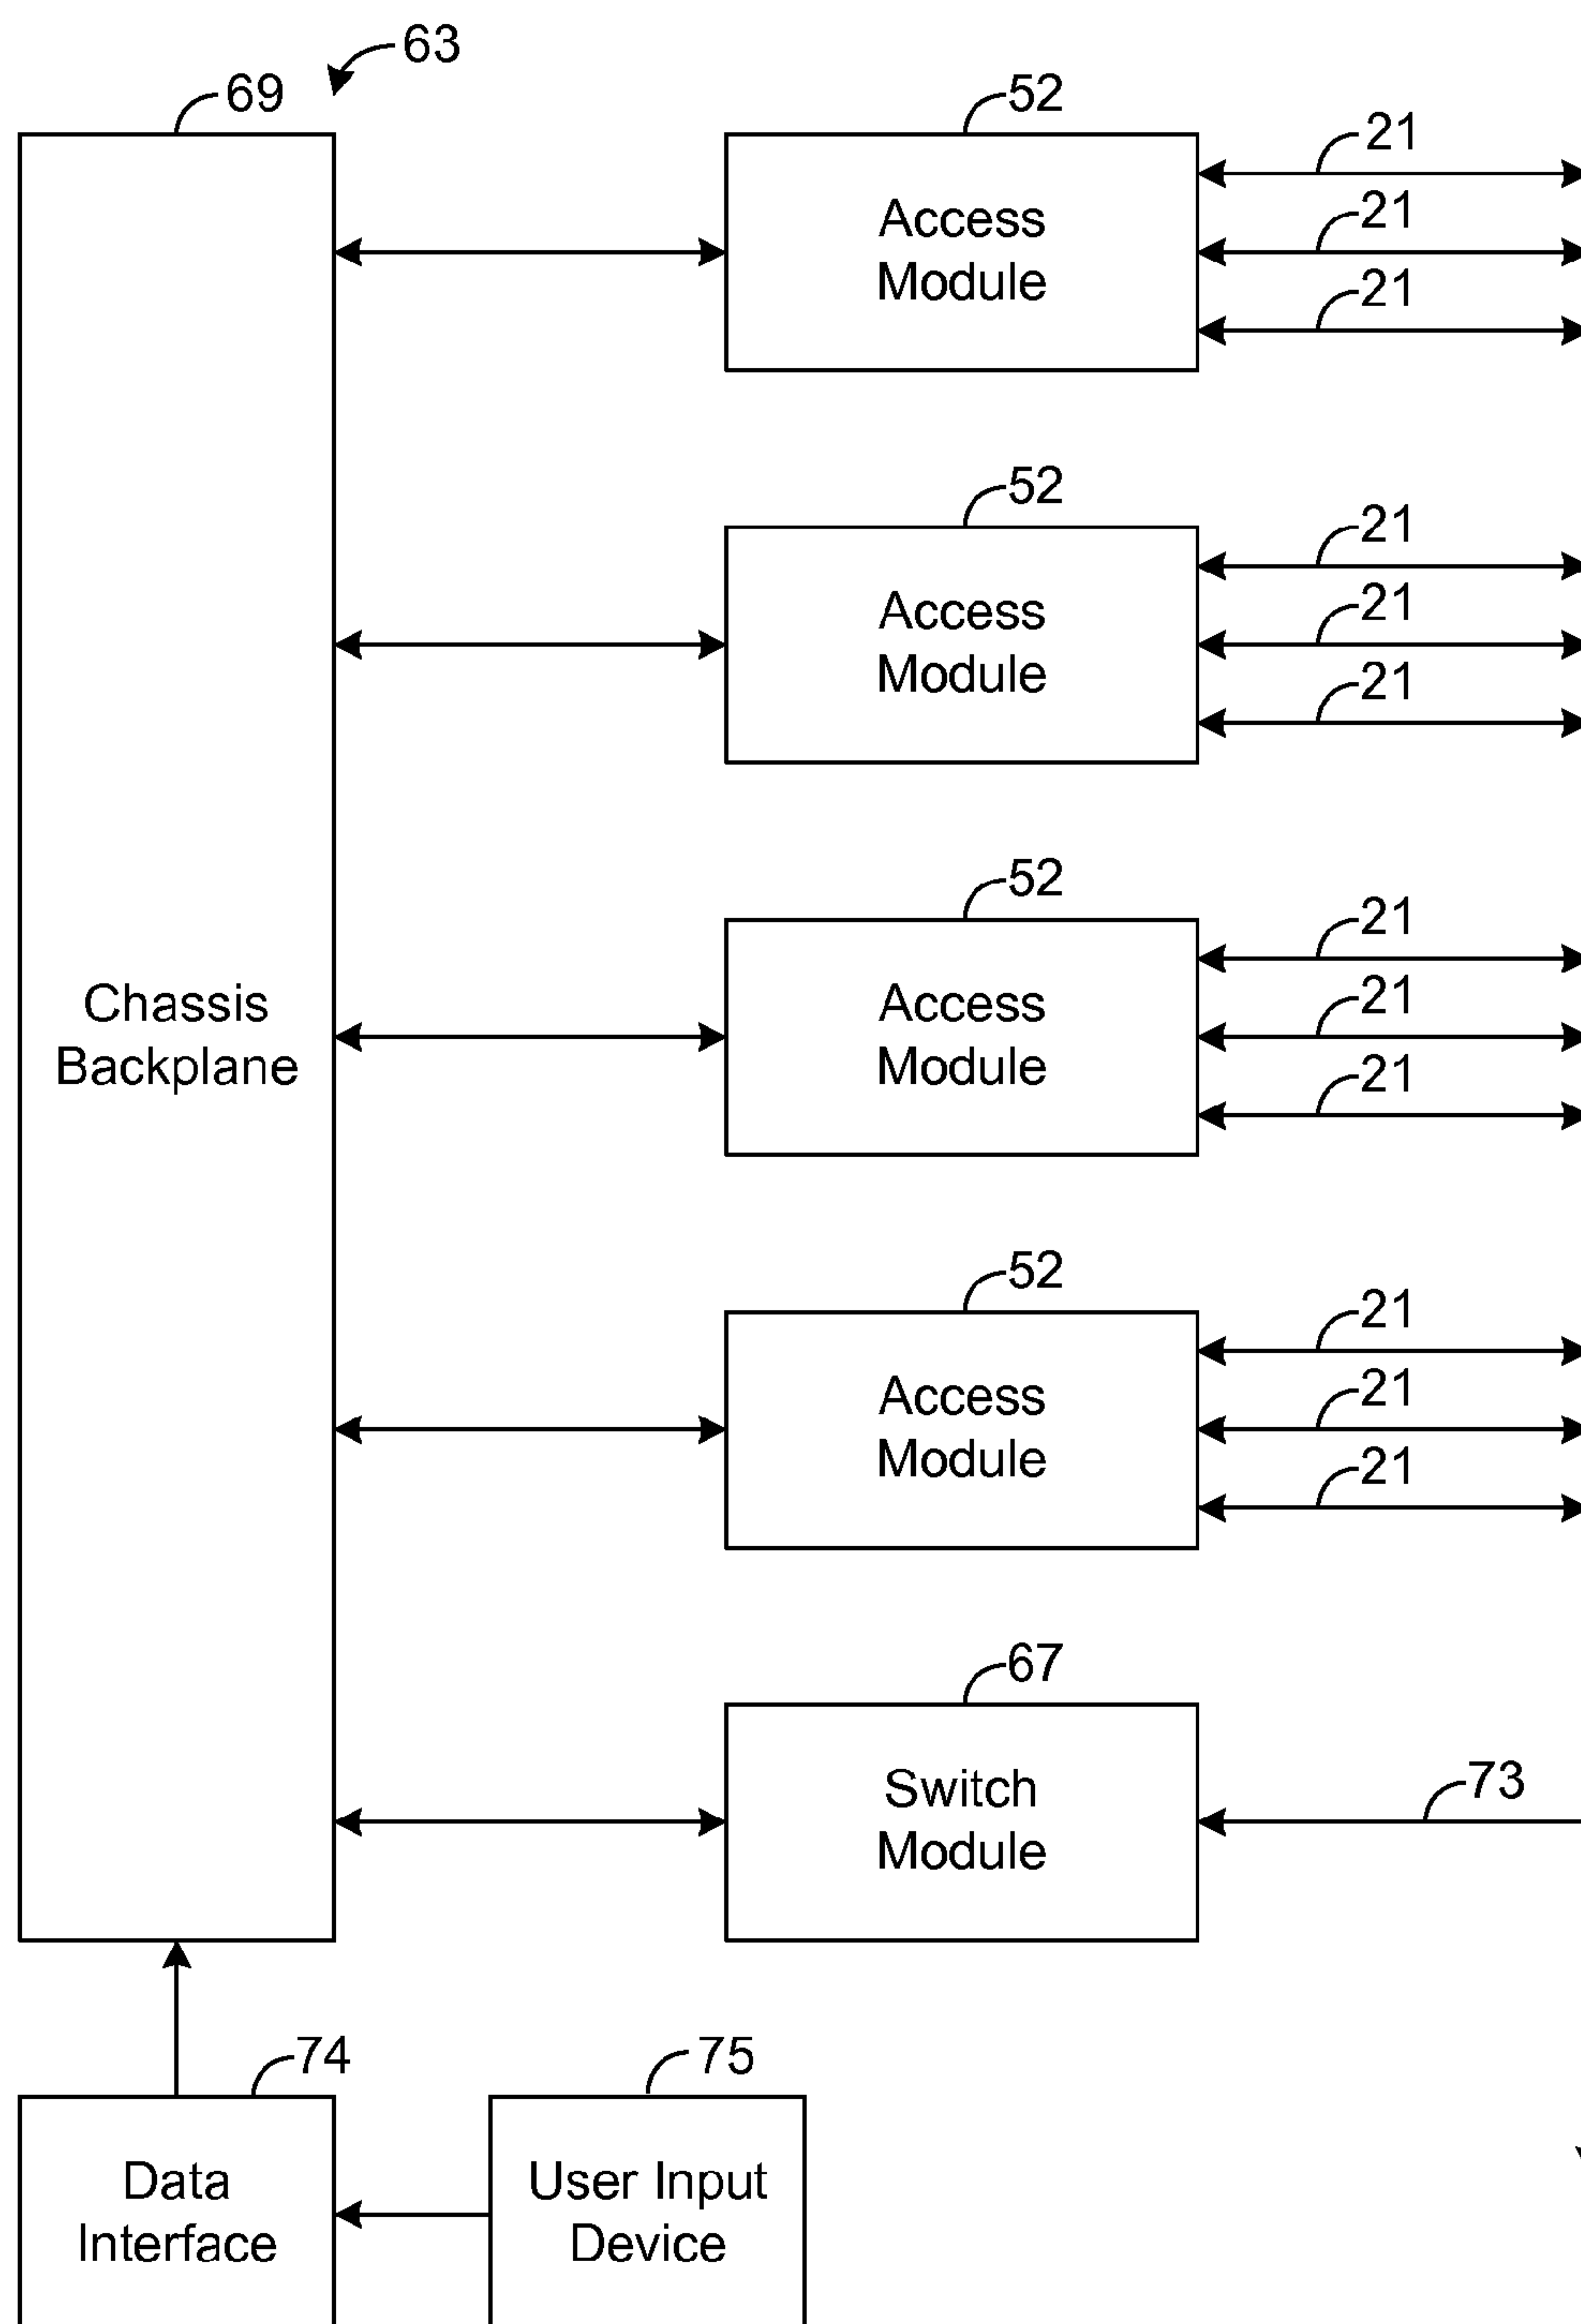 63
69
52
21
Access
Module
21
21
52
21
Access
Module
21
21
52
21
Chassis
Backplane
Access
Module
21
21
52
21
Access
Module
21
21
67
Switch
Module
73
74
75
Data
Interface
User Input
Device